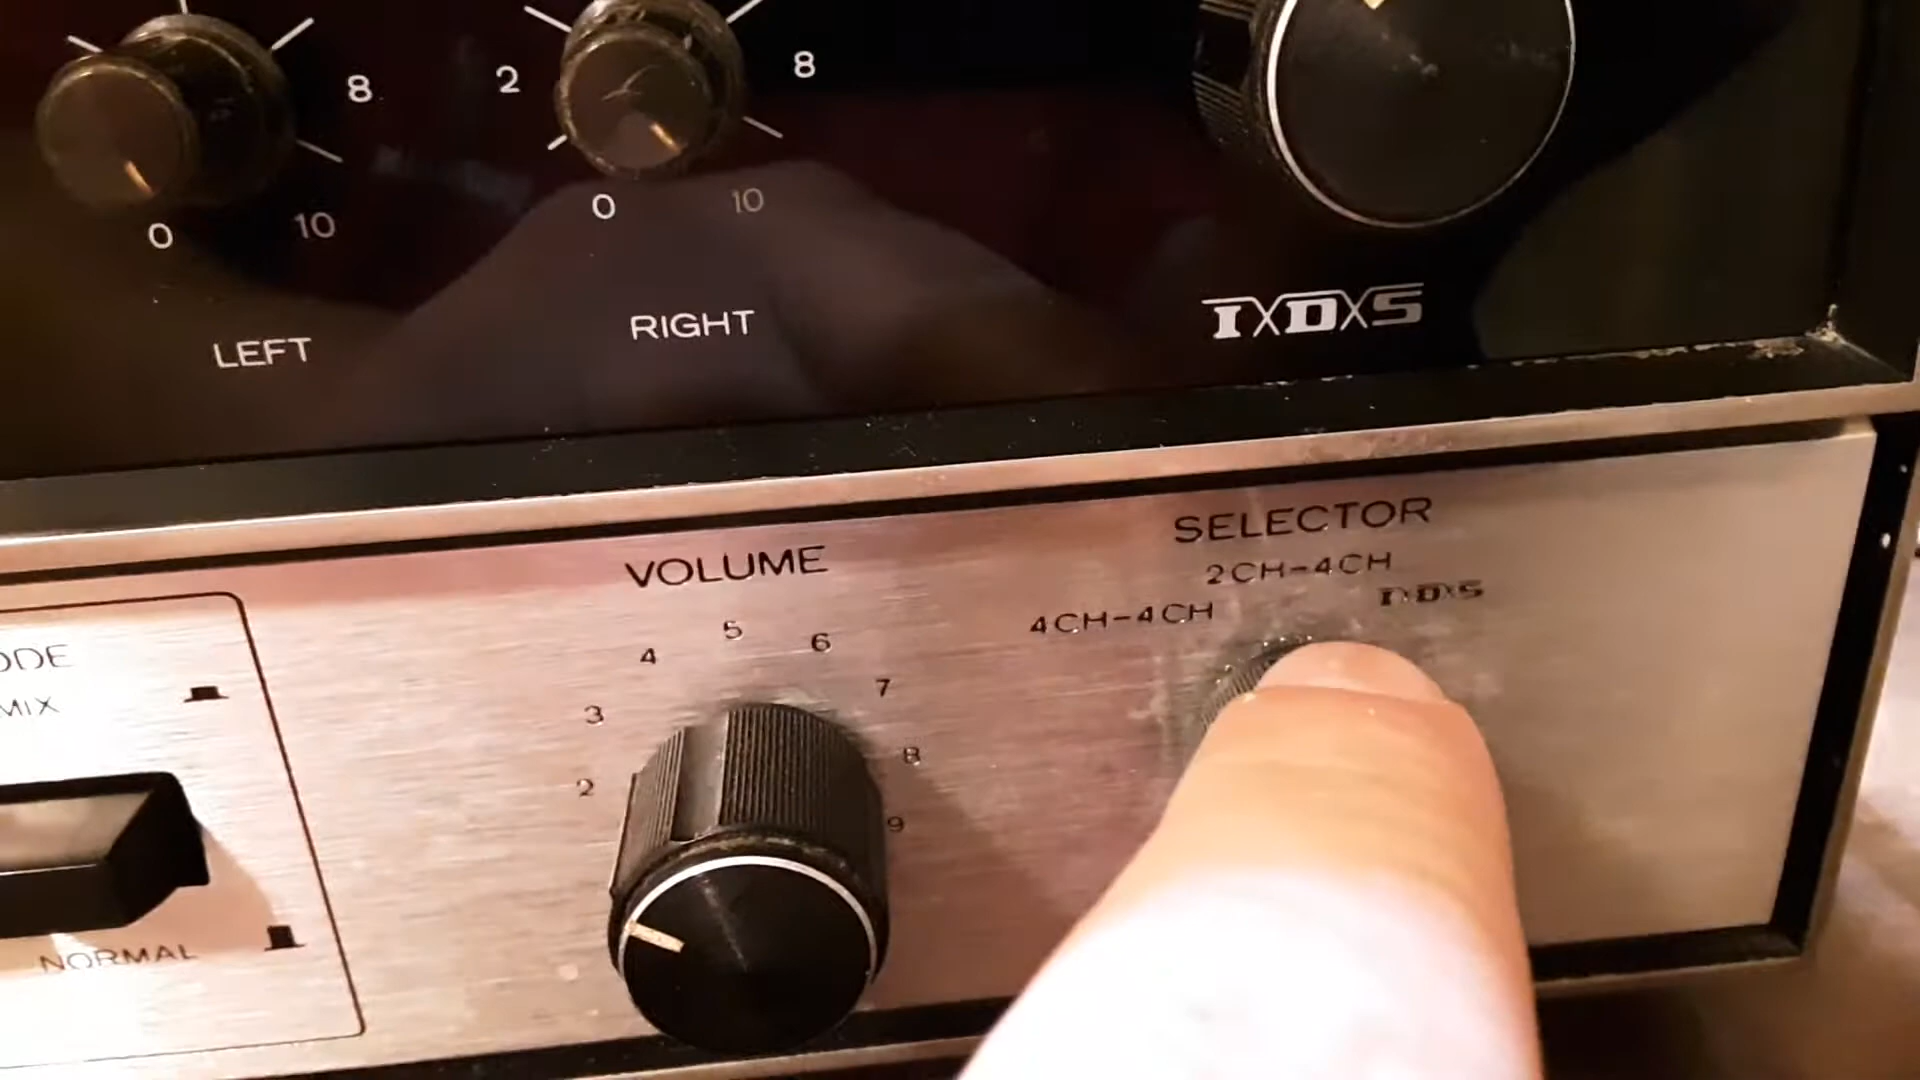 8
2
8
0
10
0
10
LEFT
RIGHT
IXDXS
SELECTOR
2CH-4CH
IXDXS
4CH-4CH
VOLUME
5
4
6
7
3
8
2
9
MIX
NORMAL